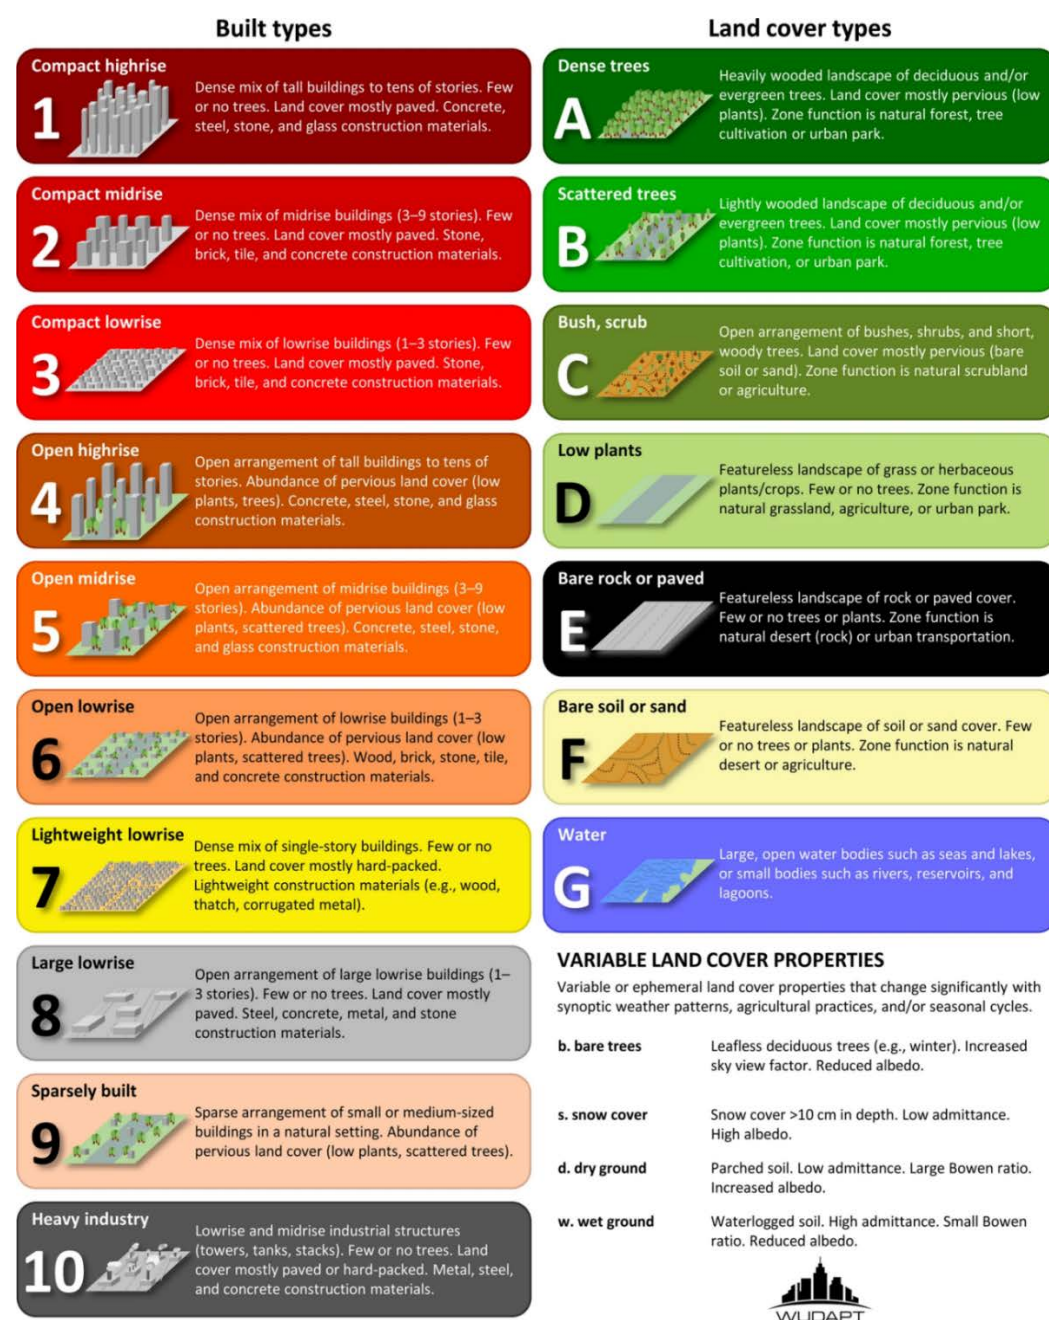 Built types
Compact highrise
1
Dense mix of tall buildings to tens of stories. Few
or no trees. Land cover mostly paved. Concrete,
steel, stone, and glass construction materials.
Compact midrise
2
Dense mix of midrise buildings (3–9 stories). Few
or no trees. Land cover mostly paved. Stone,
brick, tile, and concrete construction materials.
Compact lowrise
3
Dense mix of lowrise buildings (1–3 stories). Few
or no trees. Land cover mostly paved. Stone,
brick, tile, and concrete construction materials.
Open highrise
4
Open arrangement of tall buildings to tens of
stories. Abundance of pervious land cover (low
plants, trees). Concrete, steel, stone, and glass
construction materials.
Open midrise
5
Open arrangement of midrise buildings (3–9
stories). Abundance of pervious land cover (low
plants, scattered trees). Concrete, steel, stone,
and glass construction materials.
Open lowrise
6
Open arrangement of lowrise buildings (1–3
stories). Abundance of pervious land cover (low
plants, scattered trees). Wood, brick, stone, tile,
and concrete construction materials.
Lightweight lowrise
7
Dense mix of single-story buildings. Few or no
trees. Land cover mostly hard-packed.
Lightweight construction materials (e.g., wood,
thatch, corrugated metal).
Large lowrise
8
Open arrangement of large lowrise buildings (1–
3 stories). Few or no trees. Land cover mostly
paved. Steel, concrete, metal, and stone
construction materials.
Sparsely built
9
Sparse arrangement of small or medium-sized
buildings in a natural setting. Abundance of
pervious land cover (low plants, scattered trees).
Heavy industry
10
Lowrise and midrise industrial structures
(towers, tanks, stacks). Few or no trees. Land
cover mostly paved or hard-packed. Metal, steel,
and concrete construction materials.
Land cover types
Dense trees
A
Heavily wooded landscape of deciduous and/or
evergreen trees. Land cover mostly pervious (low
plants). Zone function is natural forest, tree
cultivation or urban park.
Scattered trees
B
Lightly wooded landscape of deciduous and/or
evergreen trees. Land cover mostly pervious (low
plants). Zone function is natural forest, tree
cultivation, or urban park.
Bush, scrub
C
Open arrangement of bushes, shrubs, and short,
woody trees. Land cover mostly pervious (bare
soil or sand). Zone function is natural scrubland
or agriculture.
Low plants
D
Featureless landscape of grass or herbaceous
plants/crops. Few or no trees. Zone function is
natural grassland, agriculture, or urban park.
Bare rock or paved
E
Featureless landscape of rock or paved cover.
Few or no trees or plants. Zone function is
natural desert (rock) or urban transportation.
Bare soil or sand
F
Featureless landscape of soil or sand cover. Few
or no trees or plants. Zone function is natural
desert or agriculture.
Water
G
Large, open water bodies such as seas and lakes,
or small bodies such as rivers, reservoirs, and
lagoons.
VARIABLE LAND COVER PROPERTIES
Variable or ephemeral land cover properties that change significantly with
synoptic weather patterns, agricultural practices, and/or seasonal cycles.
b. bare trees
Leafless deciduous trees (e.g., winter). Increased
sky view factor. Reduced albedo.
s. snow cover
Snow cover >10 cm in depth. Low admittance.
High albedo.
d. dry ground
Parched soil. Low admittance. Large Bowen ratio.
Increased albedo.
w. wet ground
Waterlogged soil. High admittance. Small Bowen
ratio. Reduced albedo.
WUDAPT